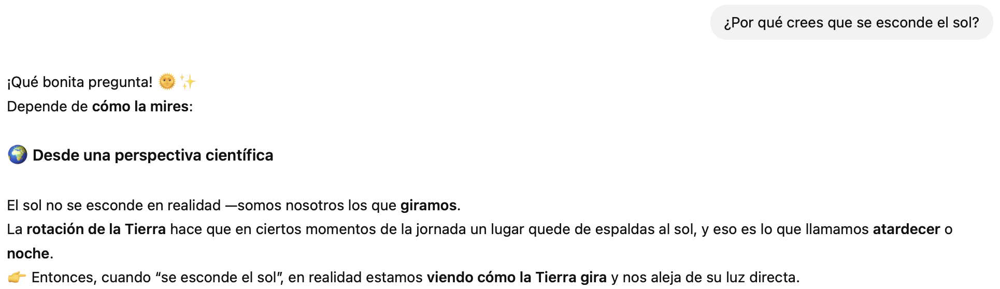 ¿Por qué crees que se esconde el sol?
¡Qué bonita pregunta! 🌞✨
Depende de cómo la mires:
🌍 Desde una perspectiva científica
El sol no se esconde en realidad —somos nosotros los que giramos.
La rotación de la Tierra hace que en ciertos momentos de la jornada un lugar quede de espaldas al sol, y eso es lo que llamamos atardecer o
noche.
👉 Entonces, cuando “se esconde el sol”, en realidad estamos viendo cómo la Tierra gira y nos aleja de su luz directa.